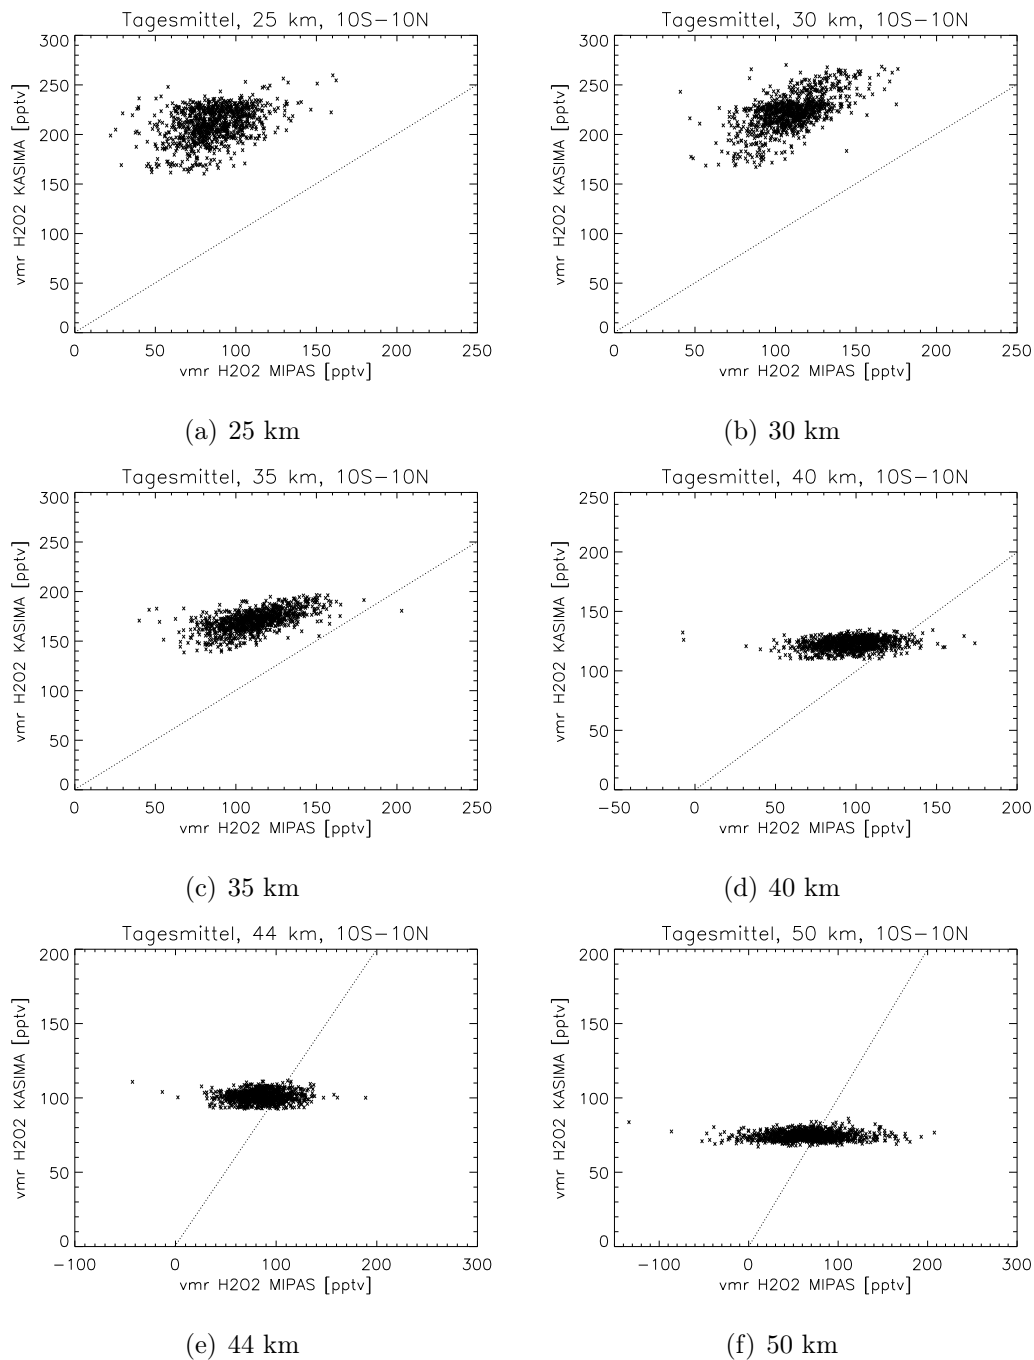 Tagesmittel, 25 km, 10S-10N
vmr H2O2 KASIMA [pptv]
300
250
200
150
100
50
0
0 50 100 150 200 250
vmr H2O2 MIPAS [pptv]
(a) 25 km
Tagesmittel, 30 km, 10S-10N
vmr H2O2 KASIMA [pptv]
300
250
200
150
100
50
0
0 50 100 150 200 250
vmr H2O2 MIPAS [pptv]
(b) 30 km
Tagesmittel, 35 km, 10S-10N
vmr H2O2 KASIMA [pptv]
300
250
200
150
100
50
0
0 50 100 150 200 250
vmr H2O2 MIPAS [pptv]
(c) 35 km
Tagesmittel, 40 km, 10S-10N
vmr H2O2 KASIMA [pptv]
250
200
150
100
50
0
-50 0 50 100 150 200
vmr H2O2 MIPAS [pptv]
(d) 40 km
Tagesmittel, 44 km, 10S-10N
vmr H2O2 KASIMA [pptv]
200
150
100
50
0
-100 0 100 200 300
vmr H2O2 MIPAS [pptv]
(e) 44 km
Tagesmittel, 50 km, 10S-10N
vmr H2O2 KASIMA [pptv]
200
150
100
50
0
-100 0 100 200 300
vmr H2O2 MIPAS [pptv]
(f) 50 km